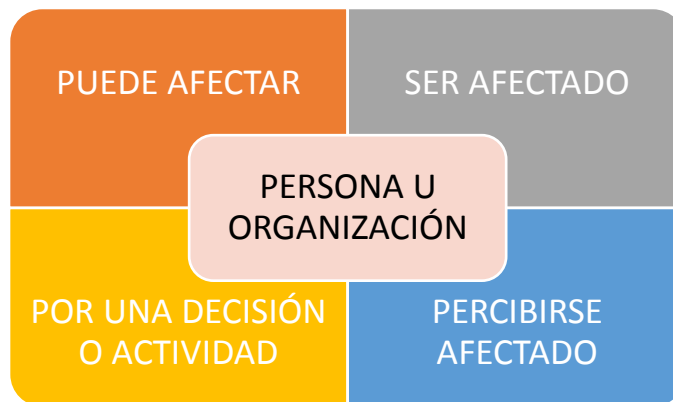 PUEDE AFECTAR
SER AFECTADO
PERSONA U
ORGANIZACIÓN
POR UNA DECISIÓN
O ACTIVIDAD
PERCIBIRSE
AFECTADO